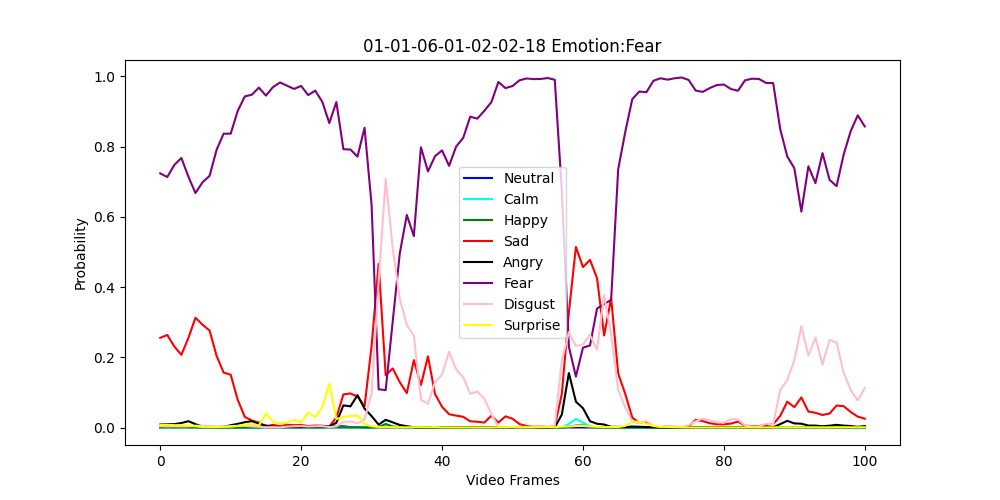 01-01-06-01-02-02-18 Emotion:Fear
Probability
1.0
0.8
0.6
0.4
0.2
0.0
Neutral
Calm
Happy
Sad
Angry
Fear
Disgust
Surprise
0 20 40 60 80 100
Video Frames